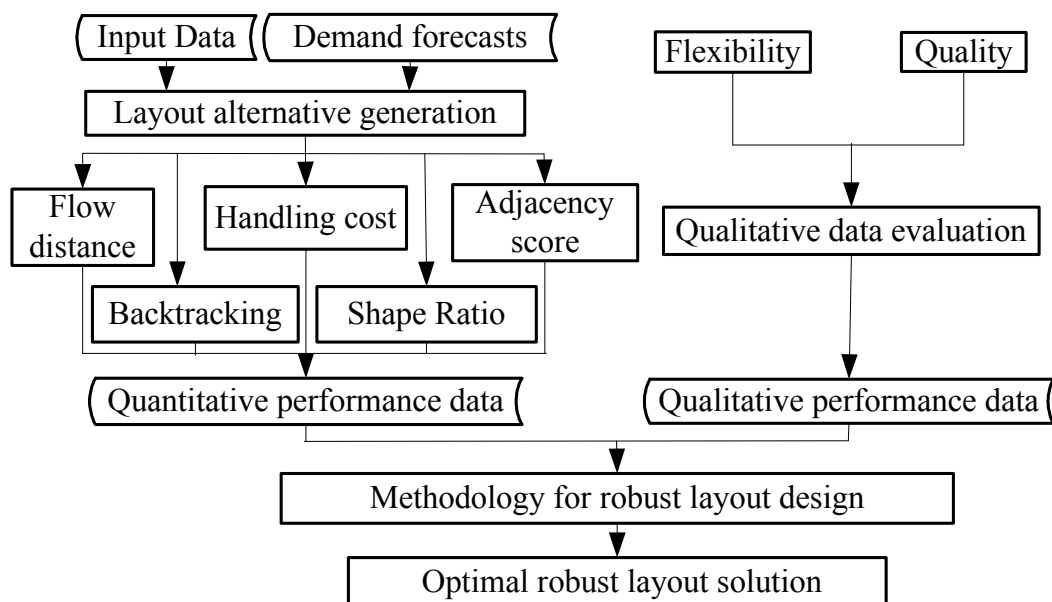 Input Data
Demand forecasts
Flexibility
Quality
Layout alternative generation
Flow
distance
Handling cost
Adjacency
score
Qualitative data evaluation
Backtracking
Shape Ratio
Quantitative performance data
Qualitative performance data
Methodology for robust layout design
Optimal robust layout solution